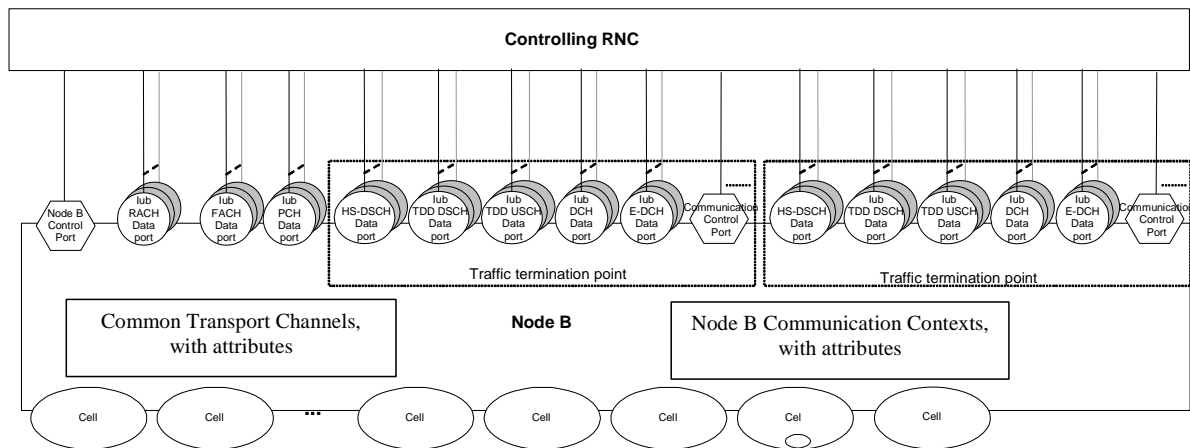 Controlling RNC
Node B
Control
Port
Iub
RACH
Data
port
Iub
FACH
Data
port
Iub
PCH
Data
port
HS-DSCH
Data
port
Iub
TDD DSCH
Data
port
Iub
TDD USCH
Data
port
Iub
DCH
Data
port
Iub
E-DCH
Data
port
Communication
Control
Port
HS-DSCH
Data
port
Iub
TDD DSCH
Data
port
Iub
TDD USCH
Data
port
Iub
DCH
Data
port
Iub
E-DCH
Data
port
Communication
Control
Port
Traffic termination point
Traffic termination point
Common Transport Channels,
with attributes
Node B
Node B Communication Contexts,
with attributes
Cell
Cell
...
Cell
Cell
Cell
Cel
Cell